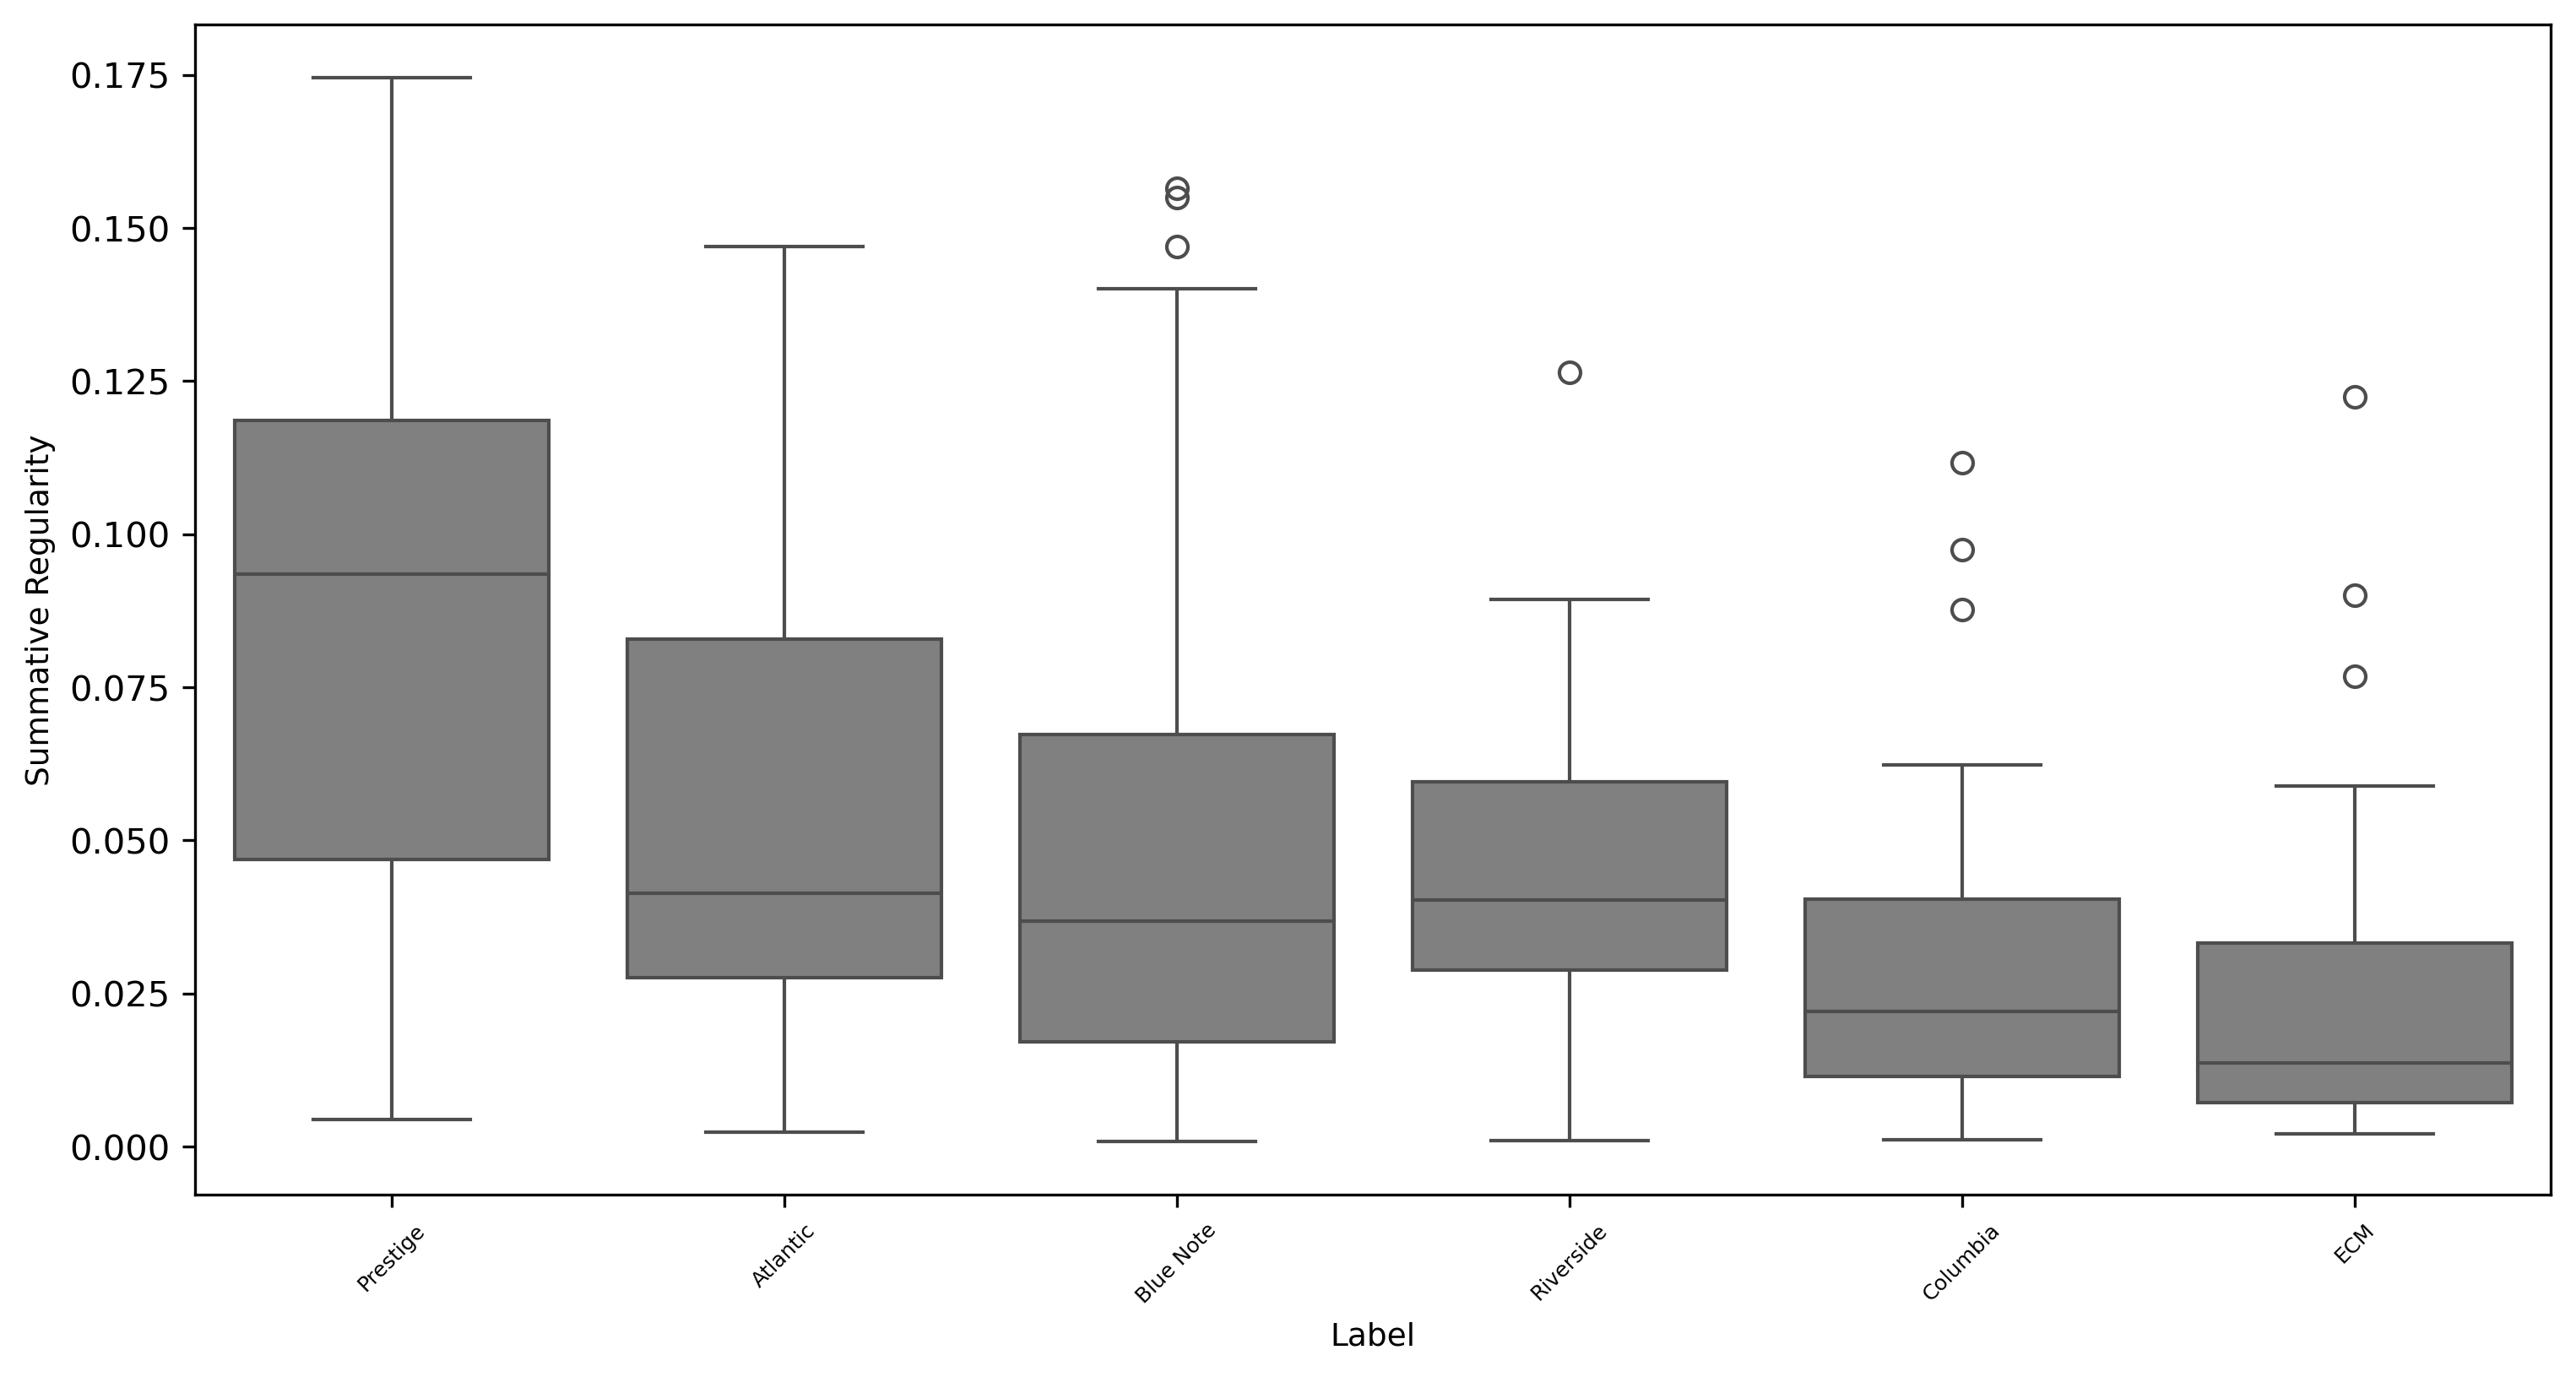 0.175
0.150
0.125
0.100
0.075
0.050
0.025
0.000
Summative Regularity
Prestige
Atlantic
Blue Note
Riverside
Columbia
ECM
Label